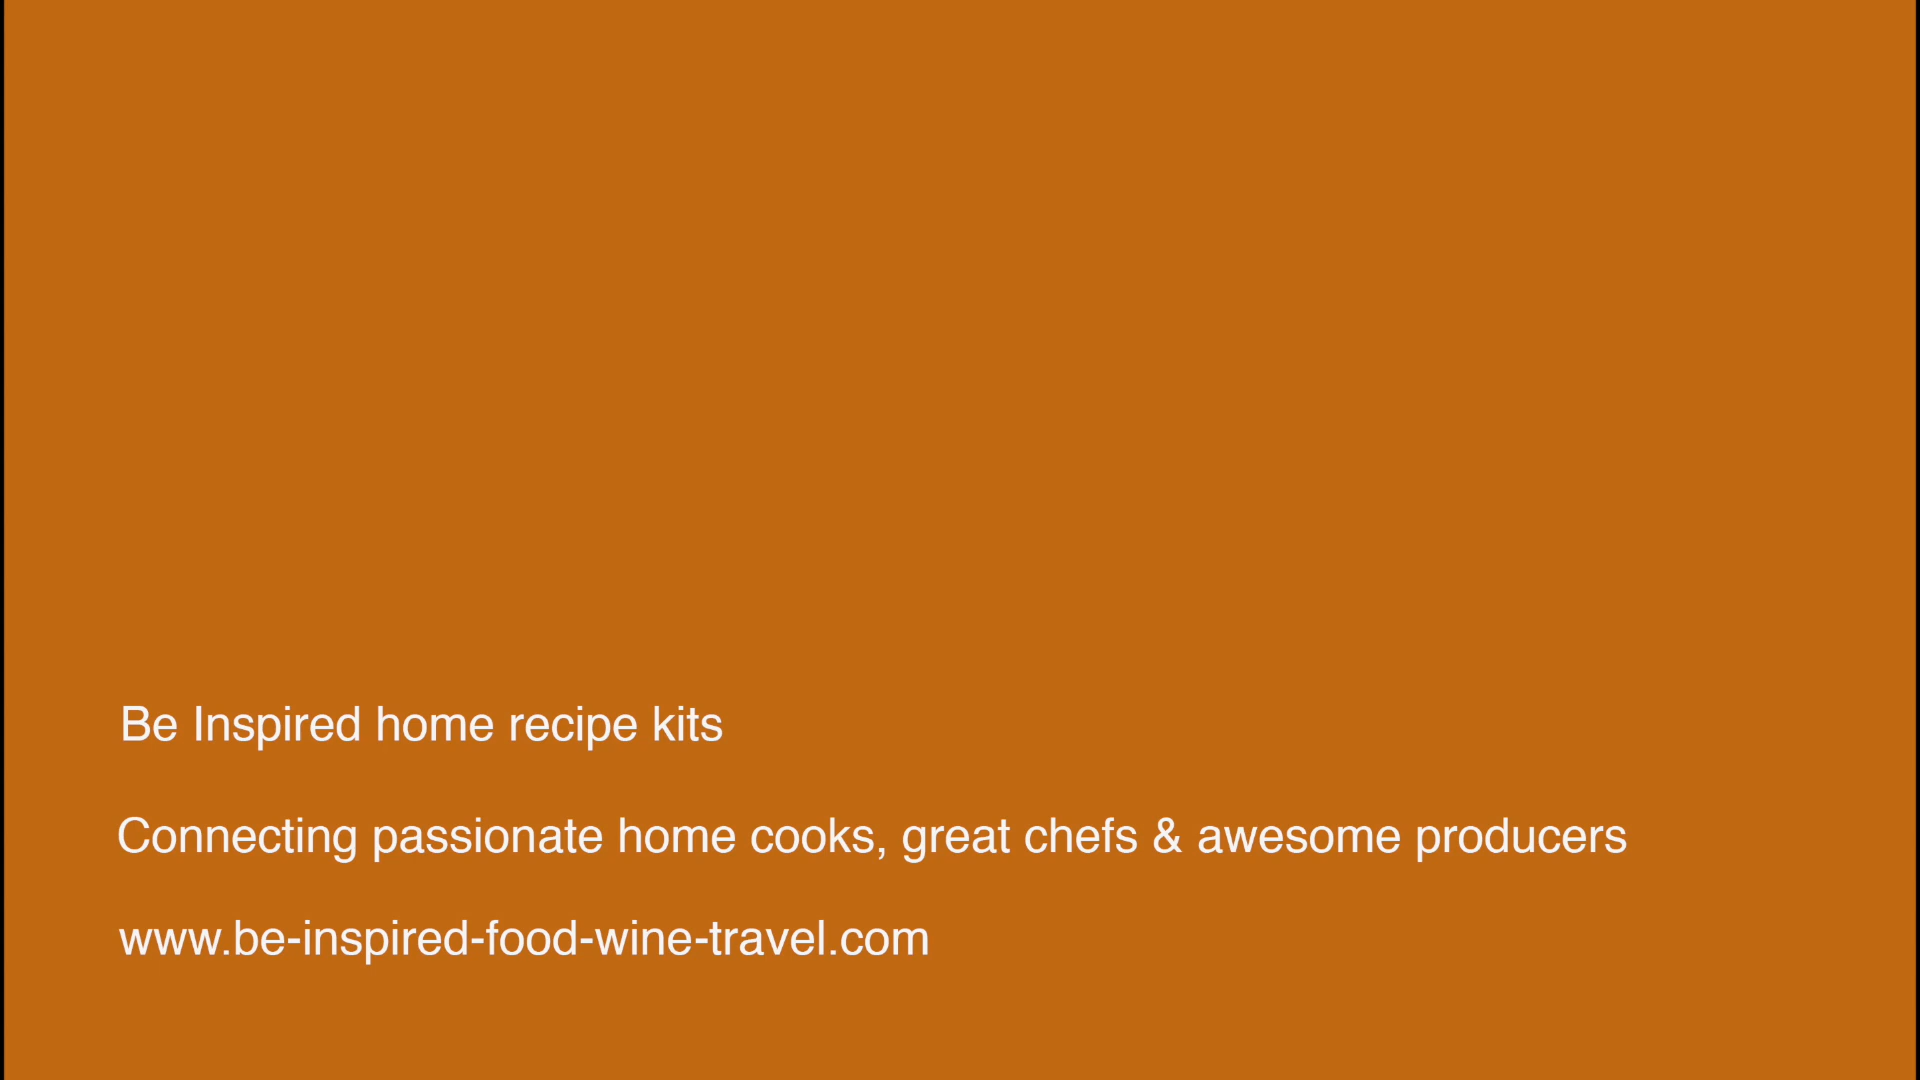 Be Inspired home recipe kits
Connecting passionate home cooks, great chefs & awesome producers
www.be-inspired-food-wine-travel.com